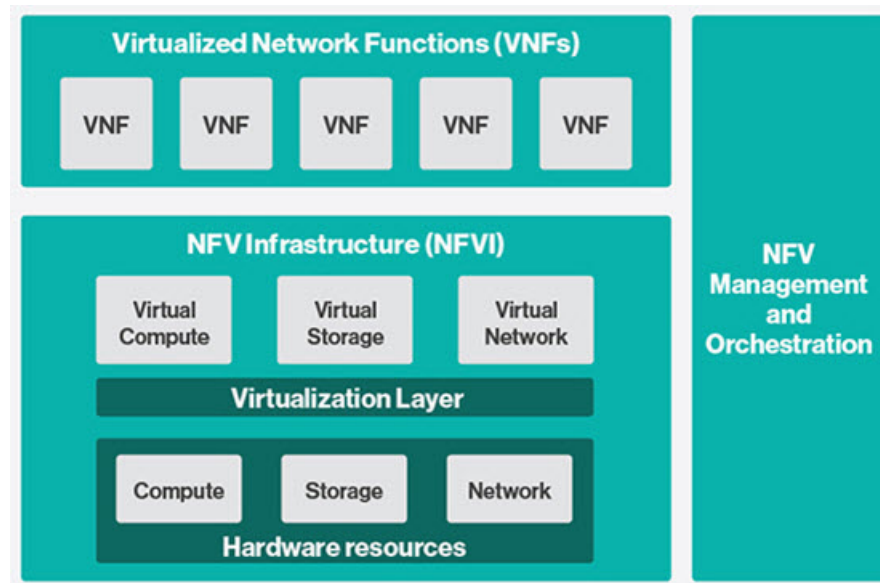 Virtualized Network Functions (VNFs)
VNF
VNF
VNF
VNF
VNF
NFV Infrastructure (NFVI)
Virtual
Compute
Virtual
Storage
Virtual
Network
Virtualization Layer
Compute
Storage
Network
Hardware resources
NFV
Management
and
Orchestration